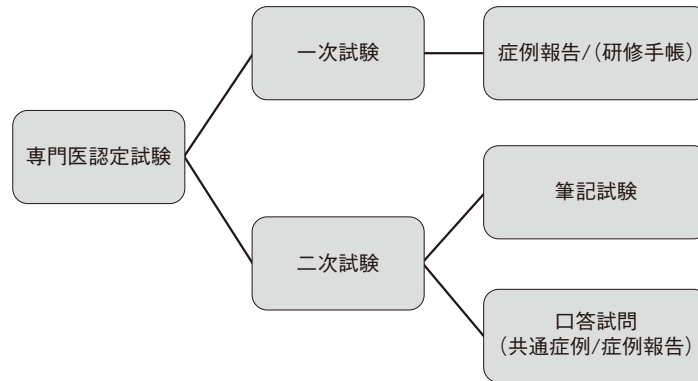 専門医認定試験
一次試験
症例報告/(研修手帳)
二次試験
筆記試験
口答試問
(共通症例/症例報告)